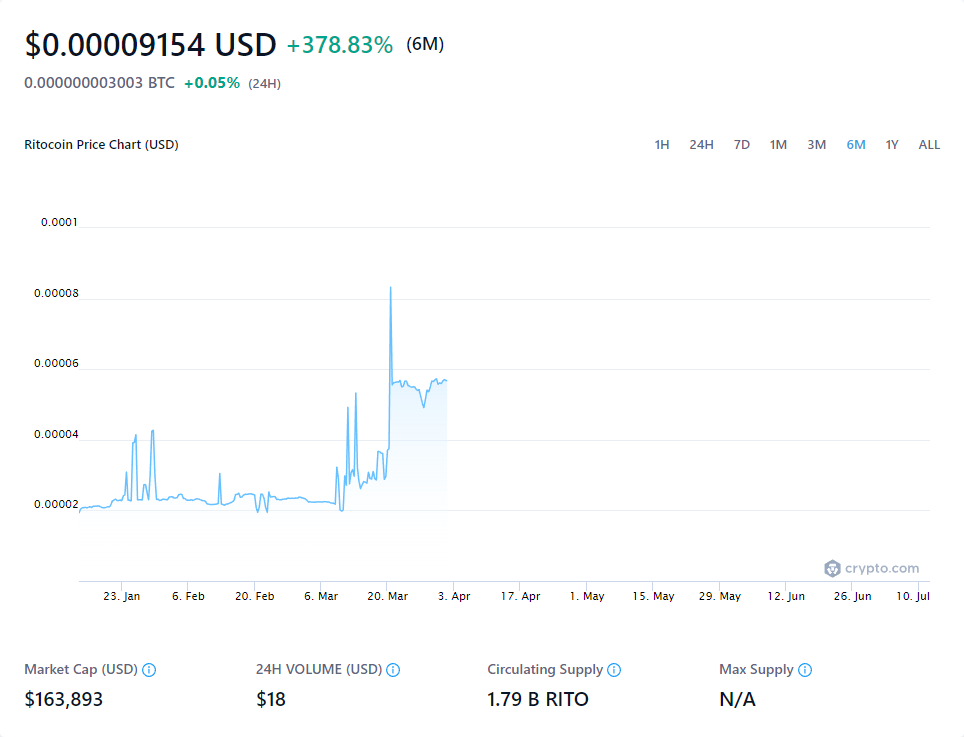 $0.00009154 USD +378.83% (6M)
0.000000003003 BTC +0.05% (24H)
Ritocoin Price Chart (USD) 1H 24H 7D 1M 3M 6M 1Y ALL
0.0001
0.00008
0.00006
0.00004
0.00002
crypto.com
23. Jan 6. Feb 20. Feb 6. Mar 20. Mar 3. Apr 17. Apr 1. May 15. May 29. May 12. Jun 26. Jun 10. Jul
Market Cap (USD) 24H VOLUME (USD) Circulating Supply Max Supply
$163,893 $18 1.79 B RITO N/A